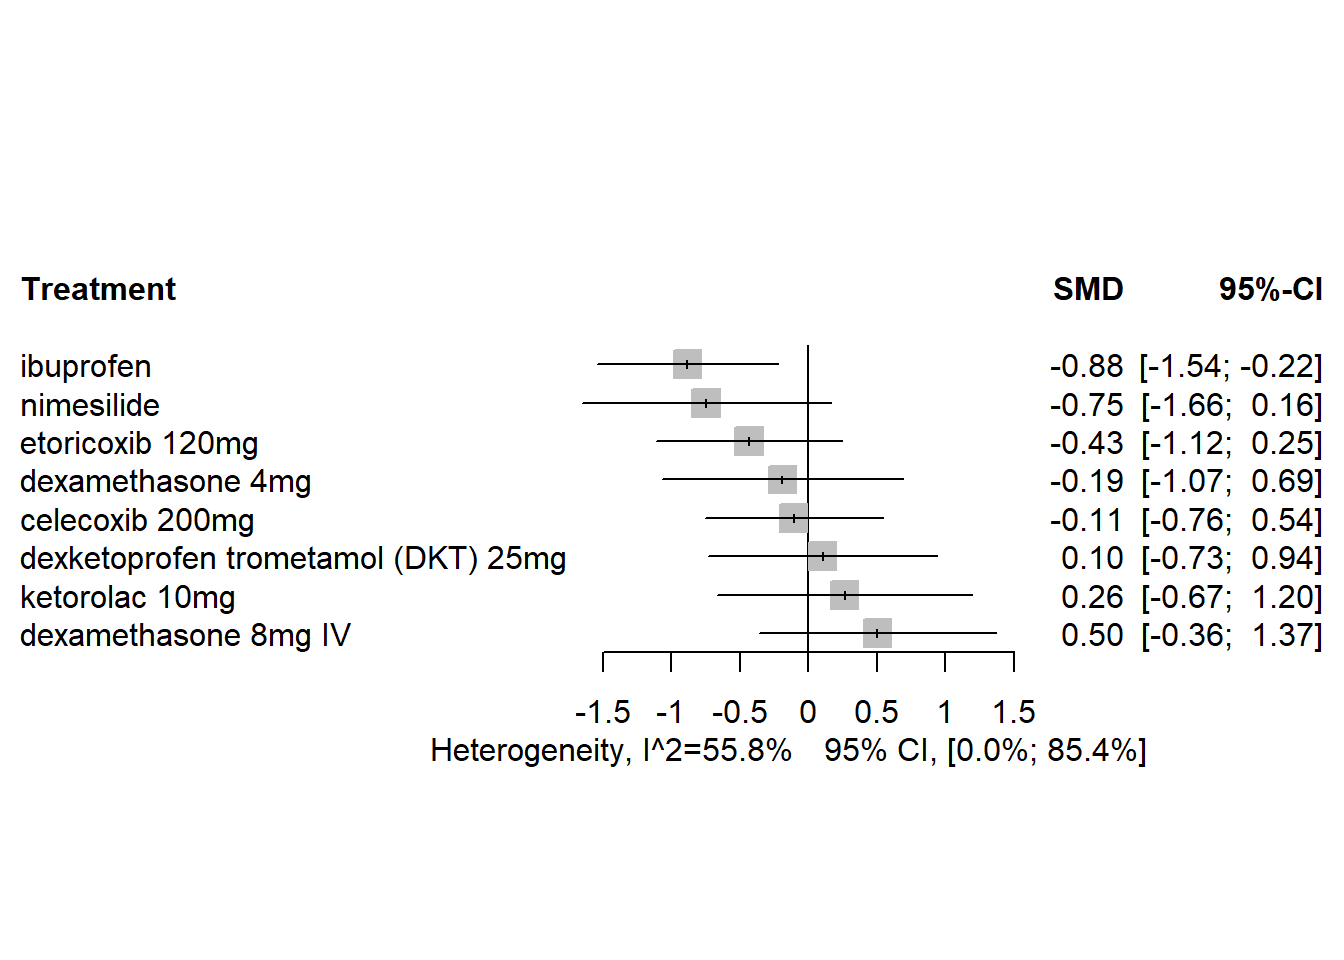 Treatment SMD 95%-CI
ibuprofen -0.88 [-1.54; -0.22]
nimesilide -0.75 [-1.66; 0.16]
etoricoxib 120mg -0.43 [-1.12; 0.25]
dexamethasone 4mg -0.19 [-1.07; 0.69]
celecoxib 200mg -0.11 [-0.76; 0.54]
dexketoprofen trometamol (DKT) 25mg 0.10 [-0.73; 0.94]
ketorolac 10mg 0.26 [-0.67; 1.20]
dexamethasone 8mg IV 0.50 [-0.36; 1.37]
-1.5 -1 -0.5 0 0.5 1 1.5
Heterogeneity, I^2=55.8% 95% CI, [0.0%; 85.4%]